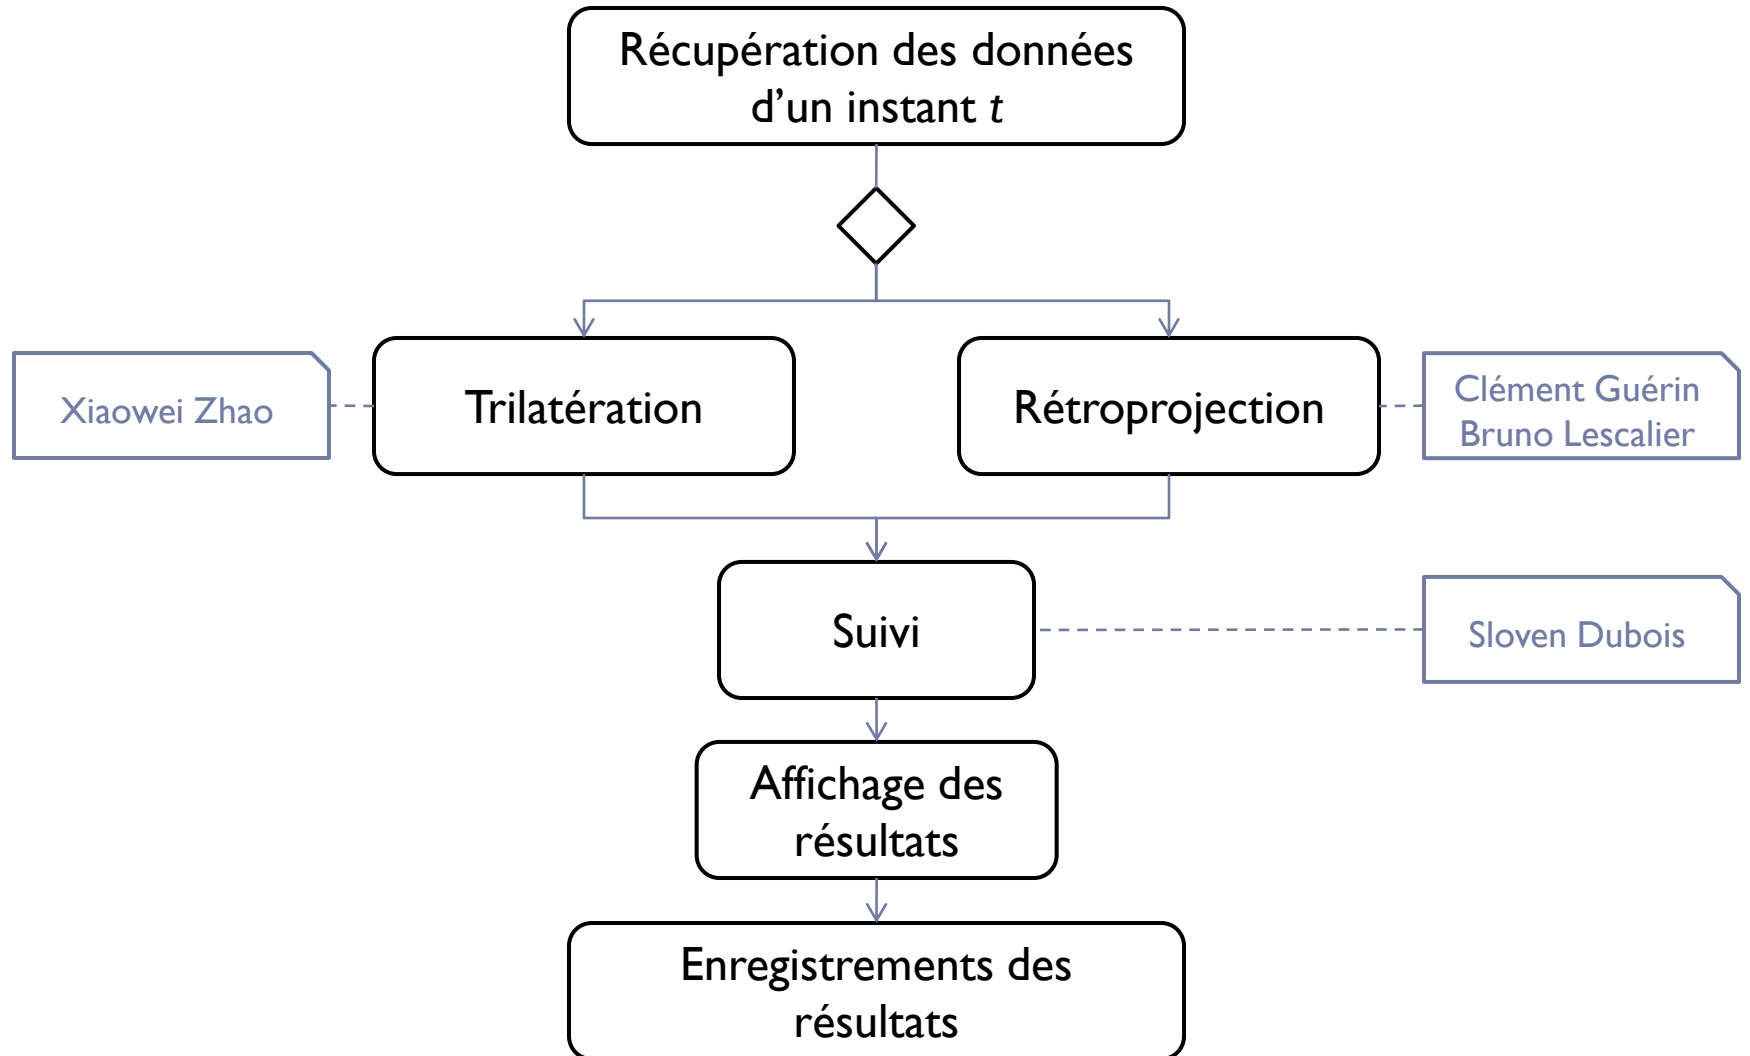 Récupération des données
d’un instant t
Xiaowei Zhao
Trilatération
Rétroprojection
Clément Guérin
Bruno Lescalier
Suivi
Sloven Dubois
Affichage des
résultats
Enregistrements des
résultats